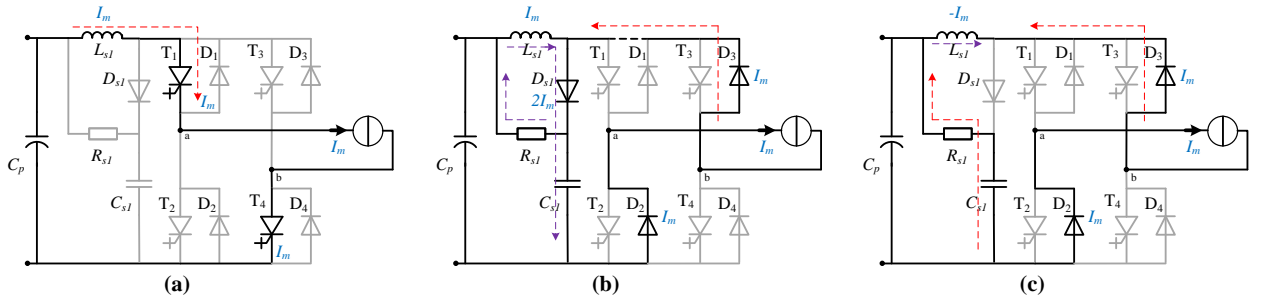 I_m I_m -I_m
L_s1 T_1 D_1 T_3 D_3 L_s1 T_1 D_1 T_3 D_3 L_s1 T_1 D_1 T_3 D_3
D_s1 D_s1 I_m D_s1 I_m
I_m 2I_m
a a a
C_p R_s1 I_m C_p R_s1 I_m C_p R_s1 I_m
b b b
C_s1 T_2 D_2 T_4 D_4 C_s1 T_2 D_2 T_4 D_4 C_s1 T_2 D_2 T_4 D_4
I_m I_m I_m
(a) (b) (c)